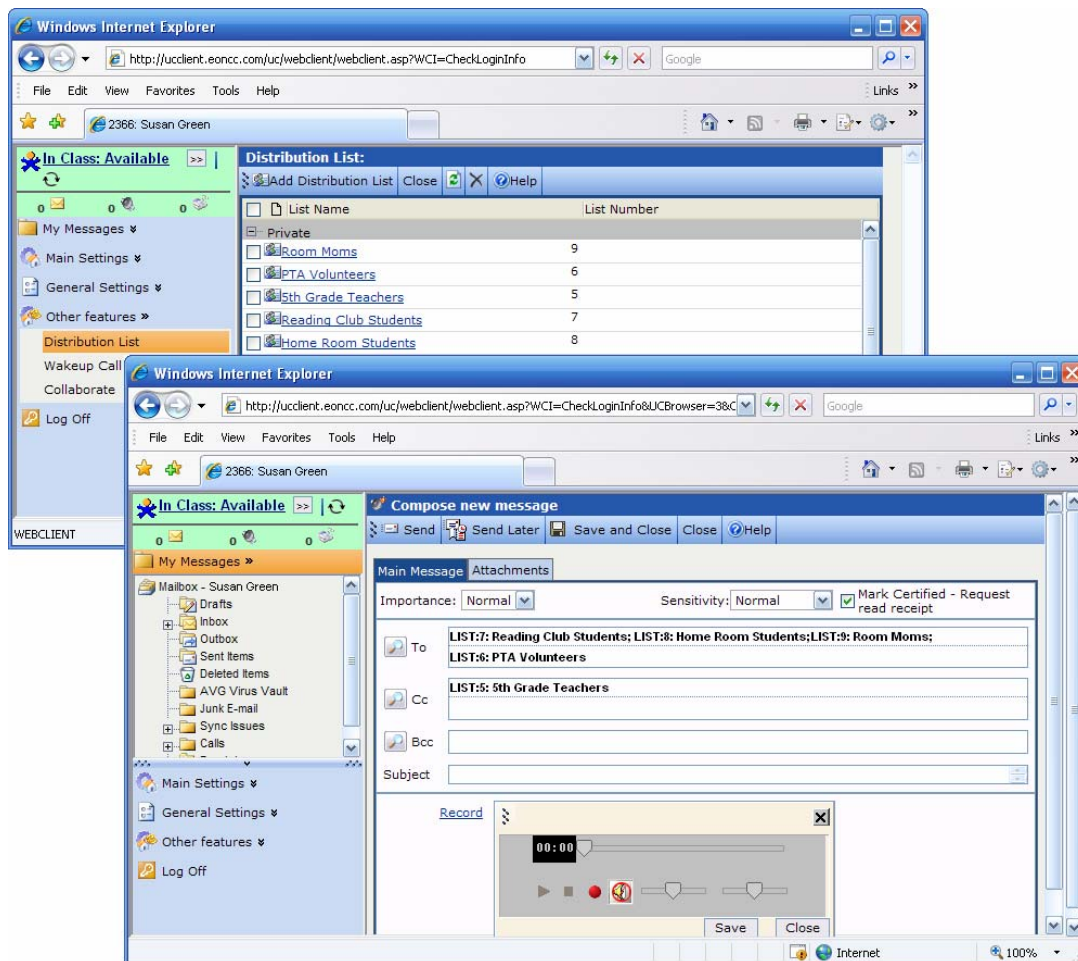 Windows Internet Explorer
http://ucclient.eoncc.com/uc/webclient/webclient.asp?WCI=CheckLoginInfo
Google
File Edit View Favorites Tools Help
Links »
2366: Susan Green
»
In Class: Available >> |
0 0 0
My Messages
Main Settings
General Settings
Other features »
Distribution List
Wakeup Call
Collaborate
Log Off
WEBCLIENT
Distribution List:
Add Distribution List Close Help
List Name List Number
Private
Room Moms 9
PTA Volunteers 6
5th Grade Teachers 5
Reading Club Students 7
Home Room Students 8
Windows Internet Explorer
http://ucclient.eoncc.com/uc/webclient/webclient.asp?WCI=CheckLoginInfo&UCBrowser=3&C
Google
File Edit View Favorites Tools Help
Links »
2366: Susan Green
»
In Class: Available >> |
0 0 0
My Messages »
Mailbox - Susan Green
Drafts
Inbox
Outbox
Sent Items
Deleted Items
AVG Virus Vault
Junk E-mail
Sync Issues
Calls
Main Settings
General Settings
Other features
Log Off
Compose new message
Send Send Later Save and Close Close Help
Main Message Attachments
Importance: Normal Sensitivity: Normal Mark Certified - Request
read receipt
To LIST:7: Reading Club Students; LIST:8: Home Room Students;LIST:9: Room Moms;
LIST:6: PTA Volunteers
Cc LIST:5: 5th Grade Teachers
Bcc
Subject
Record
00:00
Save Close
Internet 100%